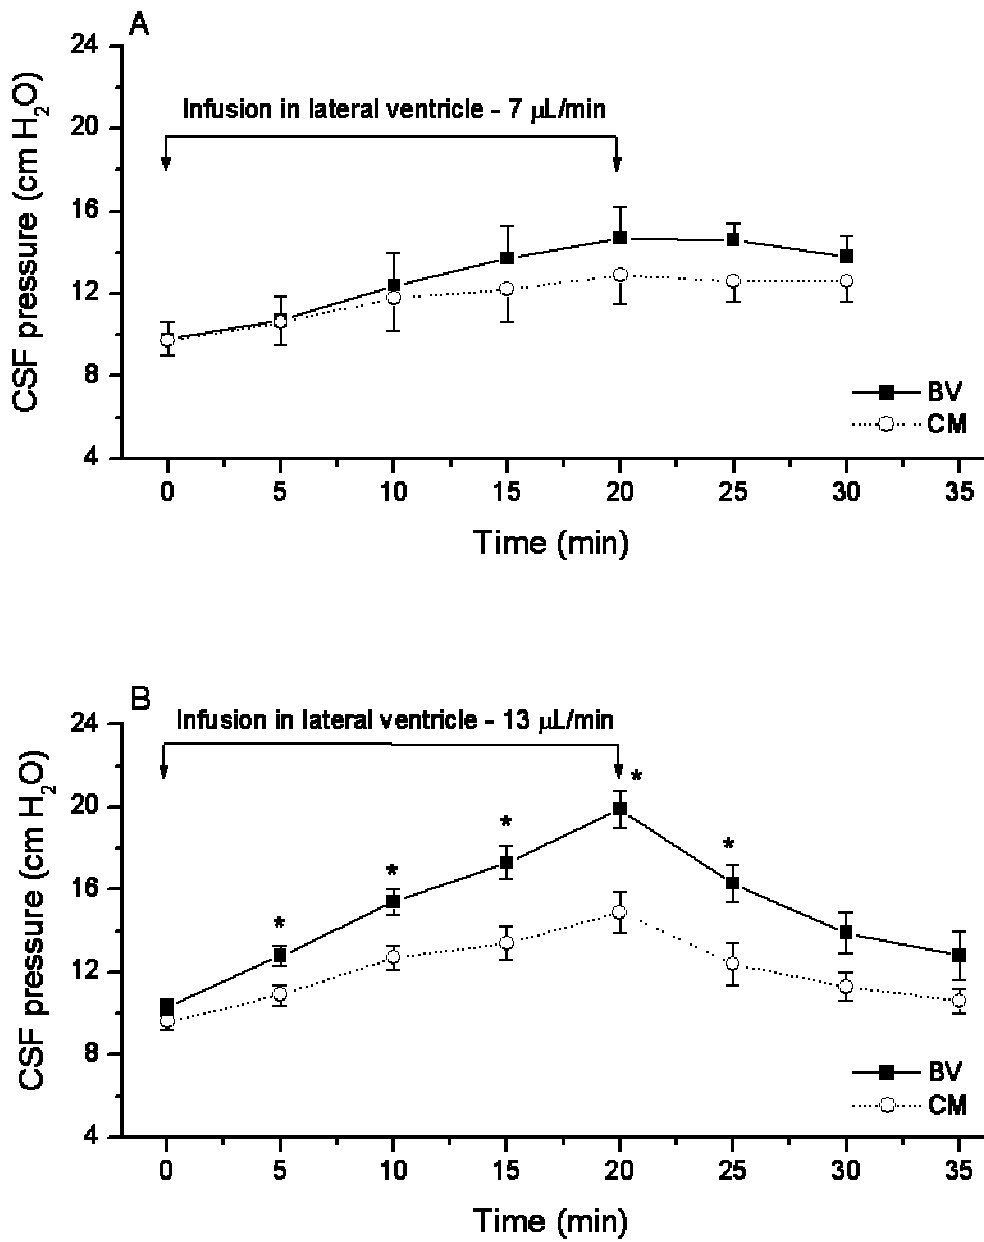 A
24
20
16
12
8
4
CSF pressure (cm H₂O)
Infusion in lateral ventricle - 7 µL/min
BV
CM
0 5 10 15 20 25 30 35
Time (min)
B
24
20
16
12
8
4
CSF pressure (cm H₂O)
Infusion in lateral ventricle - 13 µL/min
*
*
*
*
*
BV
CM
0 5 10 15 20 25 30 35
Time (min)